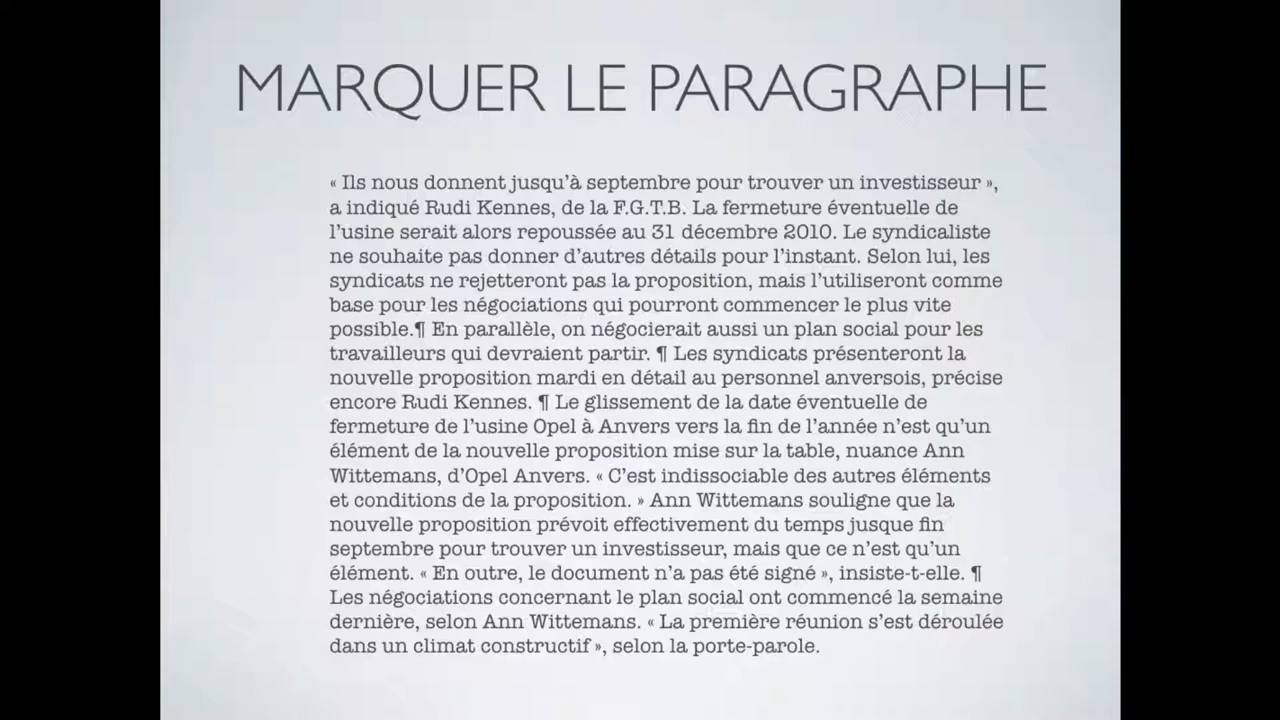 MARQUER LE PARAGRAPHE
« Ils nous donnent jusqu’à septembre pour trouver un investisseur »,
a indiqué Rudi Kennes, de la F.G.T.B. La fermeture éventuelle de
l’usine serait alors repoussée au 31 décembre 2010. Le syndicaliste
ne souhaite pas donner d’autres détails pour l’instant. Selon lui, les
syndicats ne rejetteront pas la proposition, mais l’utiliseront comme
base pour les négociations qui pourront commencer le plus vite
possible.¶ En parallèle, on négocierait aussi un plan social pour les
travailleurs qui devraient partir. ¶ Les syndicats présenteront la
nouvelle proposition mardi en détail au personnel anversois, précise
encore Rudi Kennes. ¶ Le glissement de la date éventuelle de
fermeture de l’usine Opel à Anvers vers la fin de l’année n’est qu’un
élément de la nouvelle proposition mise sur la table, nuance Ann
Wittemans, d’Opel Anvers. « C’est indissociable des autres éléments
et conditions de la proposition. » Ann Wittemans souligne que la
nouvelle proposition prévoit effectivement du temps jusque fin
septembre pour trouver un investisseur, mais que ce n’est qu’un
élément. « En outre, le document n’a pas été signé », insiste-t-elle. ¶
Les négociations concernant le plan social ont commencé la semaine
dernière, selon Ann Wittemans. « La première réunion s’est déroulée
dans un climat constructif », selon la porte-parole.